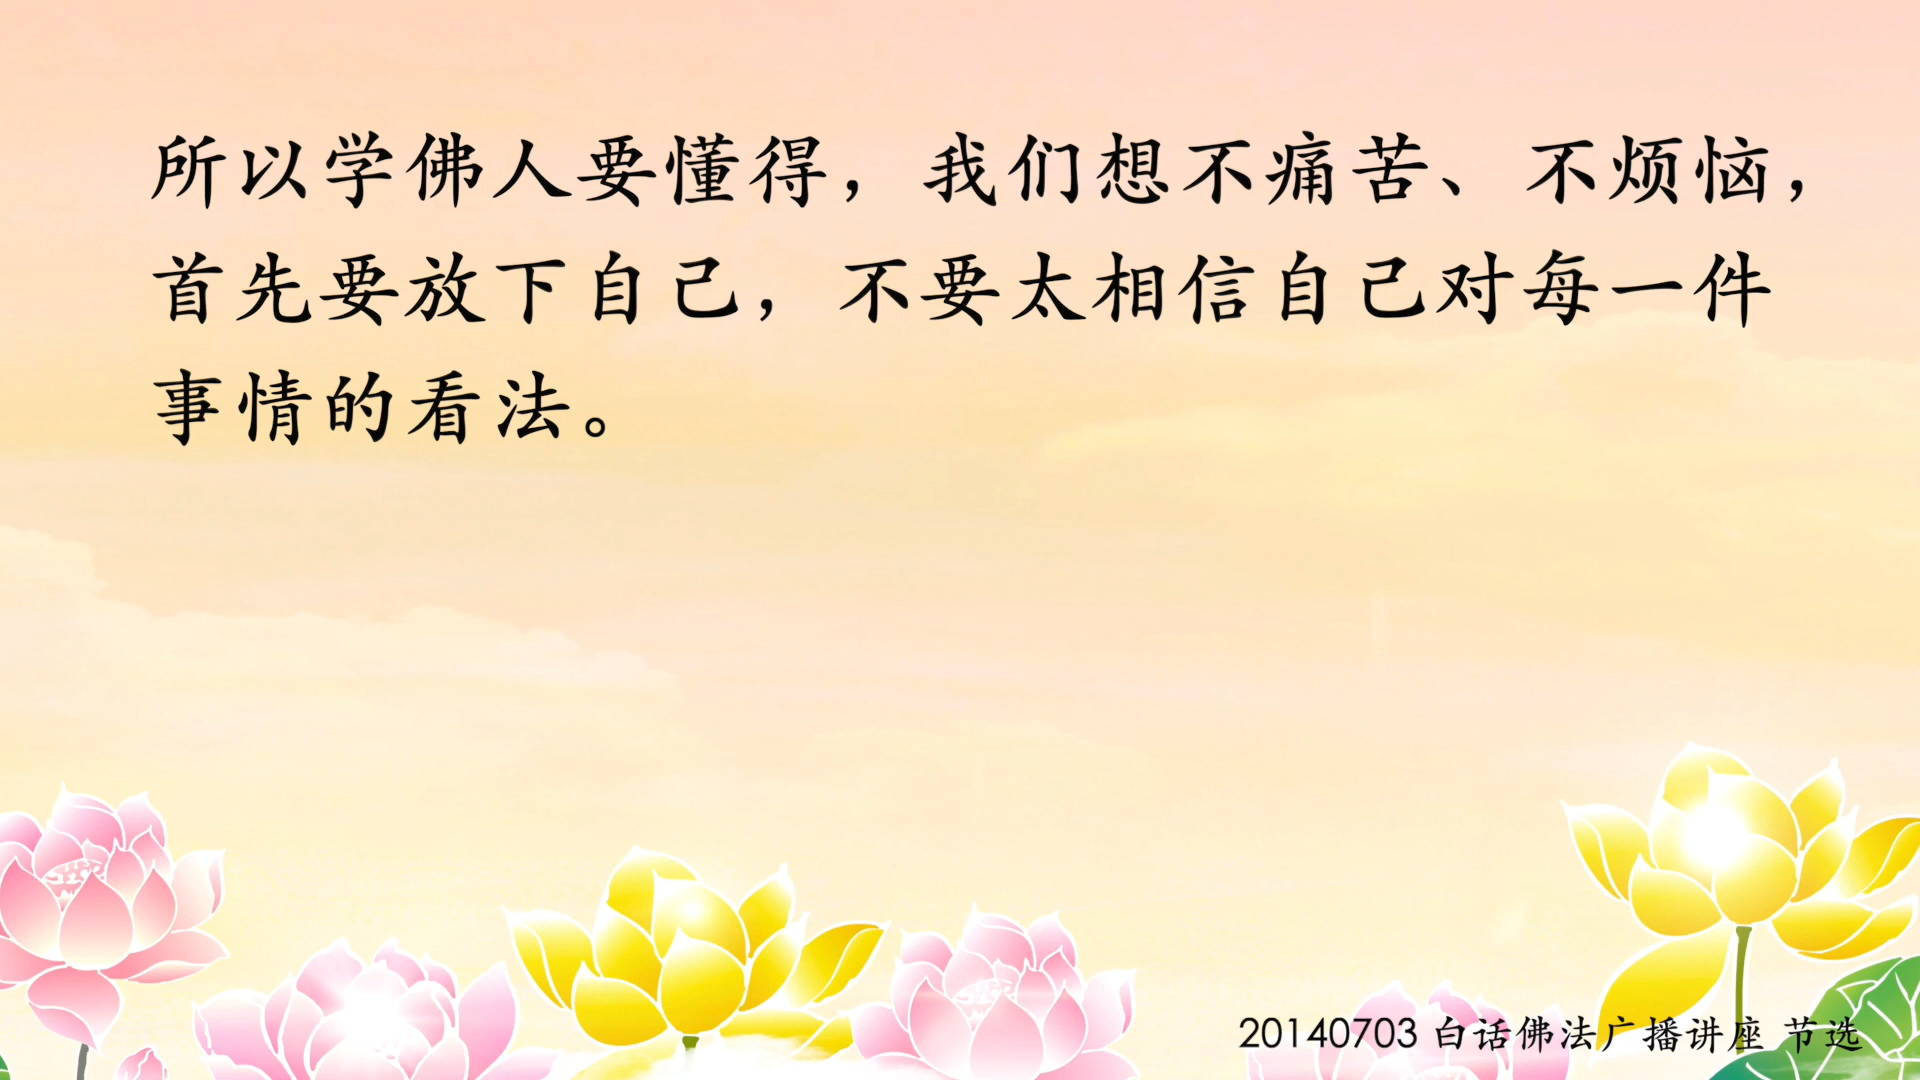 所以学佛人要懂得，我们想不痛苦、不烦恼，
首先要放下自己，不要太相信自己对每一件
事情的看法。
20140703 白话佛法广播讲座 节选